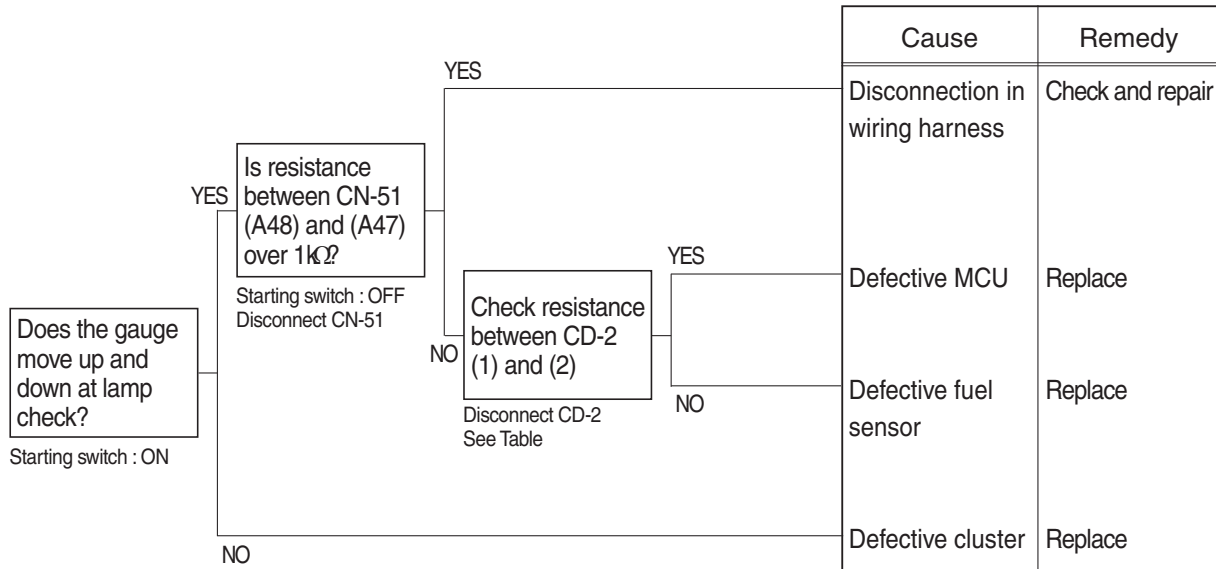 Cause
Remedy
YES
Disconnection in
wiring harness
Check and repair
Is resistance
between CN-51
(A48) and (A47)
over 1kΩ?
YES
Starting switch : OFF
Disconnect CN-51
YES
Defective MCU
Replace
Check resistance
between CD-2
(1) and (2)
NO
Disconnect CD-2
See Table
NO
Defective fuel
sensor
Replace
Does the gauge
move up and
down at lamp
check?
Starting switch : ON
NO
Defective cluster
Replace